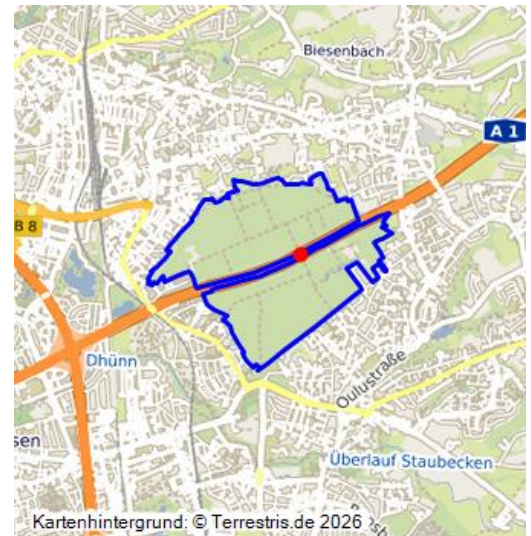 Biesenbach
A 1
B 8
Dhünn
Oulustraße
sen
Überlauf Staubecken
Kartenhintergrund: © Terrestris.de 2026